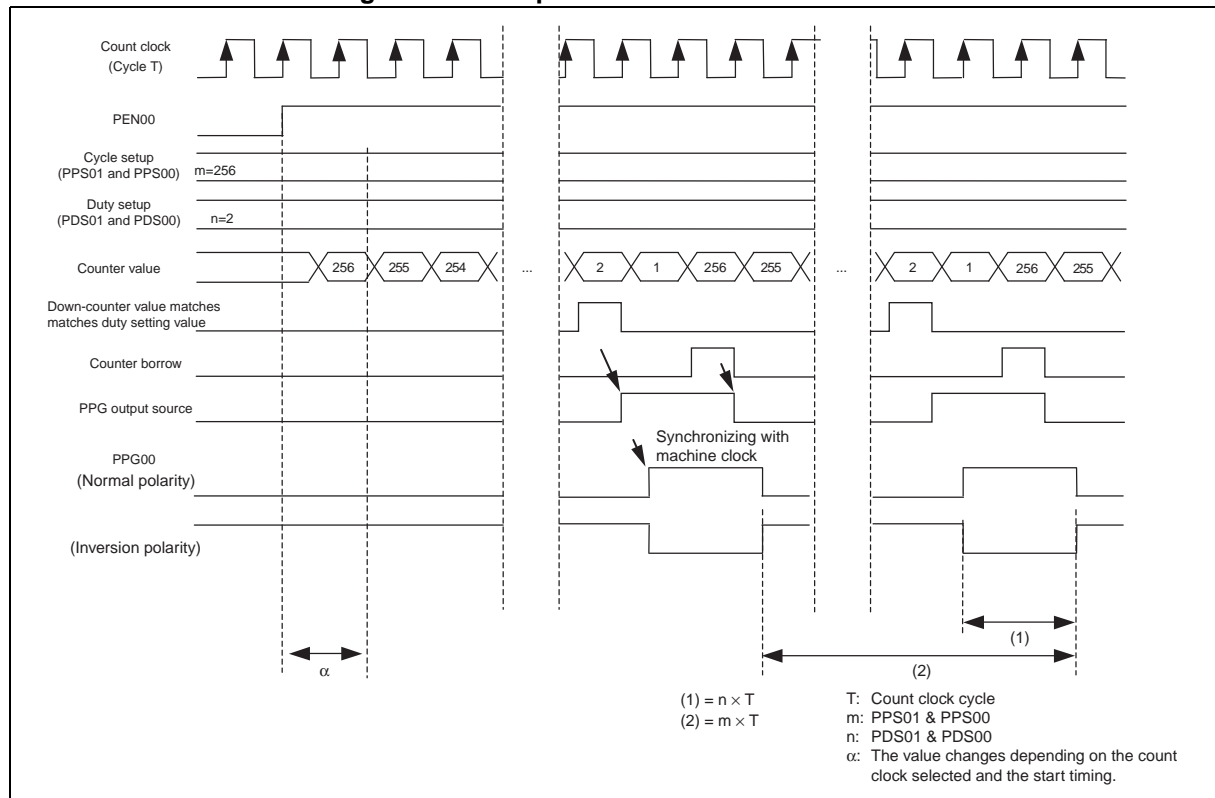 Count clock
(Cycle T)
PEN00
Cycle setup
(PPS01 and PPS00) m=256
Duty setup
(PDS01 and PDS00) n=2
Counter value 256 255 254 ... 2 1 256 255 ... 2 1 256 255
Down-counter value matches
matches duty setting value
Counter borrow
PPG output source
Synchronizing with
machine clock
PPG00
(Normal polarity)
(Inversion polarity)
(1)
α
(2)
(1) = n × T
(2) = m × T
T: Count clock cycle
m: PPS01 & PPS00
n: PDS01 & PDS00
α: The value changes depending on the count
clock selected and the start timing.